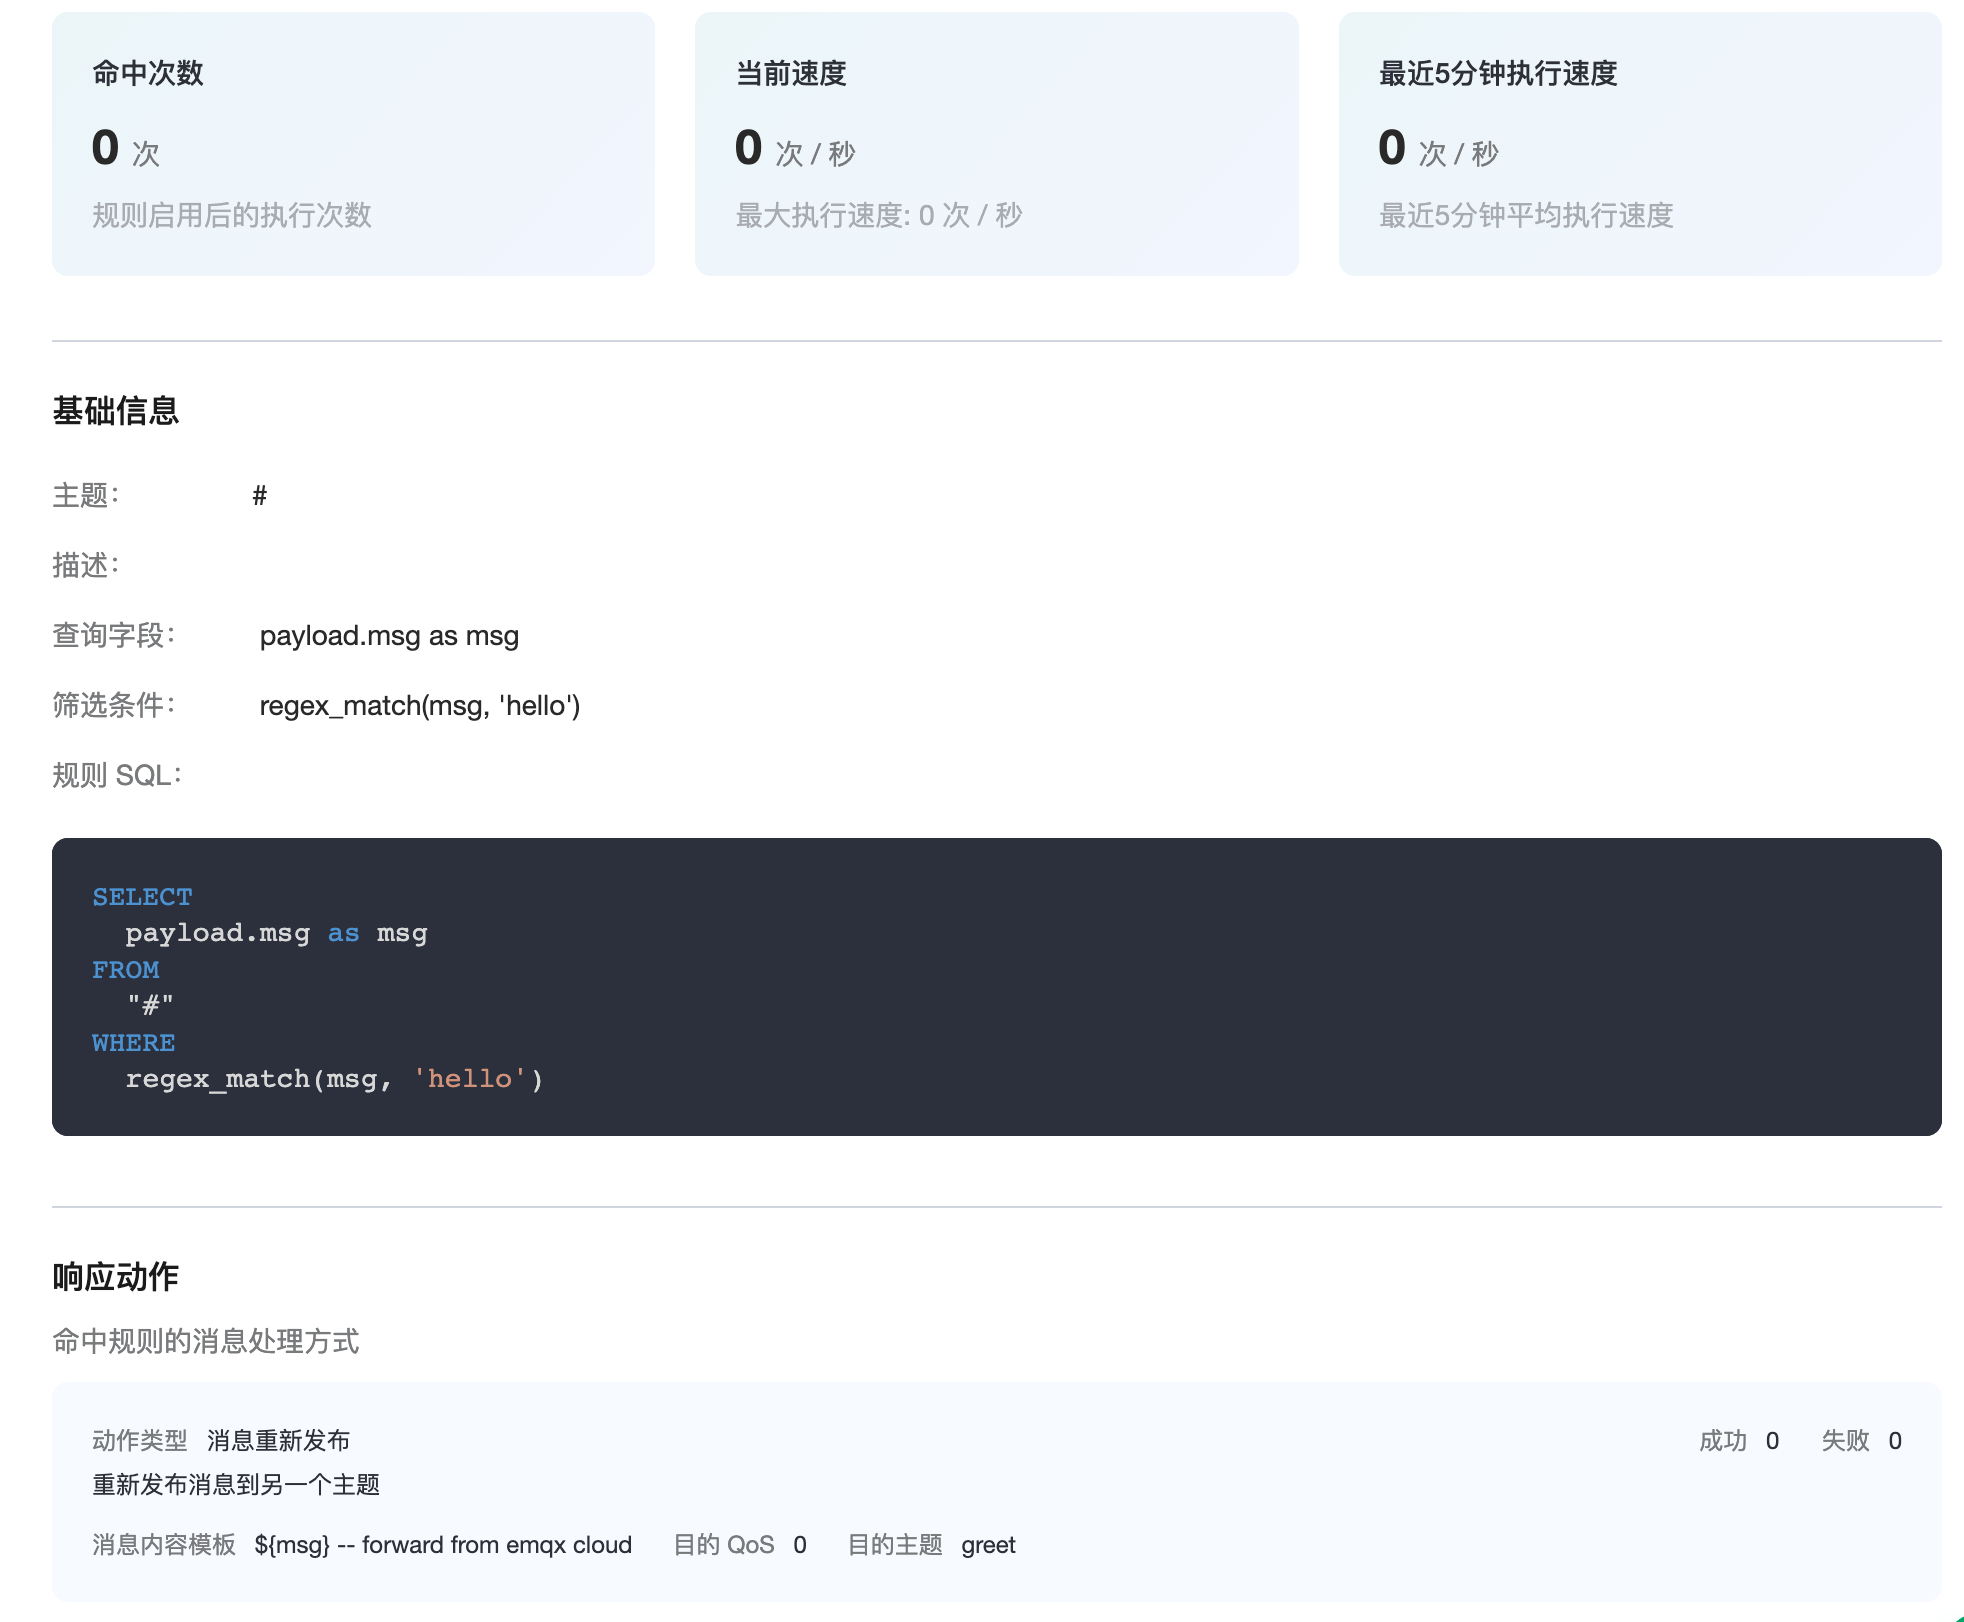 命中次数
0 次
规则启用后的执行次数
当前速度
0 次 / 秒
最大执行速度: 0 次 / 秒
最近5分钟执行速度
0 次 / 秒
最近5分钟平均执行速度
基础信息
主题： #
描述：
查询字段： payload.msg as msg
筛选条件： regex_match(msg, 'hello')
规则 SQL：
SELECT
payload.msg as msg
FROM
"#"
WHERE
regex_match(msg, 'hello')
响应动作
命中规则的消息处理方式
动作类型 消息重新发布 成功 0 失败 0
重新发布消息到另一个主题
消息内容模板 ${msg} -- forward from emqx cloud 目的 QoS 0 目的主题 greet